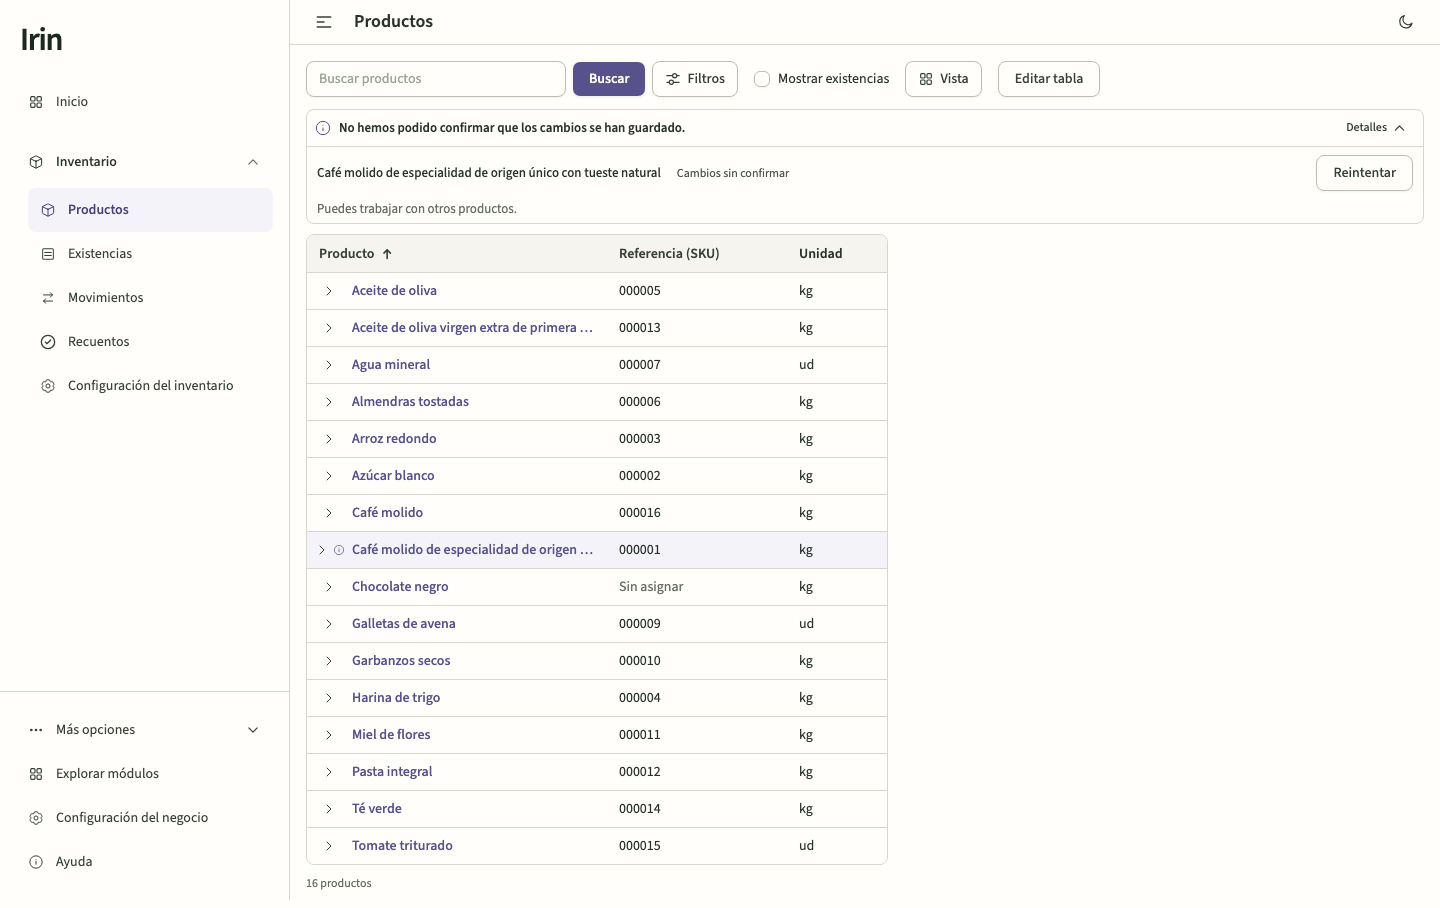 Irin
Productos
Inicio
Inventario
Productos
Existencias
Movimientos
Recuentos
Configuración del inventario
Más opciones
Explorar módulos
Configuración del negocio
Ayuda
Buscar productos
Buscar
Filtros
Mostrar existencias
Vista
Editar tabla
No hemos podido confirmar que los cambios se han guardado.
Detalles
Café molido de especialidad de origen único con tueste natural Cambios sin confirmar
Reintentar
Puedes trabajar con otros productos.
Producto Referencia (SKU) Unidad
Aceite de oliva 000005 kg
Aceite de oliva virgen extra de primera ... 000013 kg
Agua mineral 000007 ud
Almendras tostadas 000006 kg
Arroz redondo 000003 kg
Azúcar blanco 000002 kg
Café molido 000016 kg
Café molido de especialidad de origen ... 000001 kg
Chocolate negro Sin asignar kg
Galletas de avena 000009 ud
Garbanzos secos 000010 kg
Harina de trigo 000004 kg
Miel de flores 000011 kg
Pasta integral 000012 kg
Té verde 000014 kg
Tomate triturado 000015 ud
16 productos